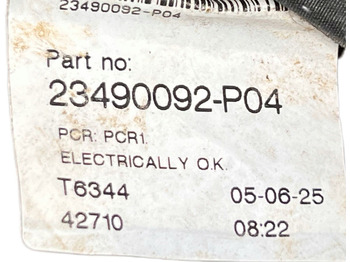 23490092-P04
Part no:
23490092-P04
PCR: PCR1.
ELECTRICALLY O.K.
T6344 05-06-25
42710 08:22